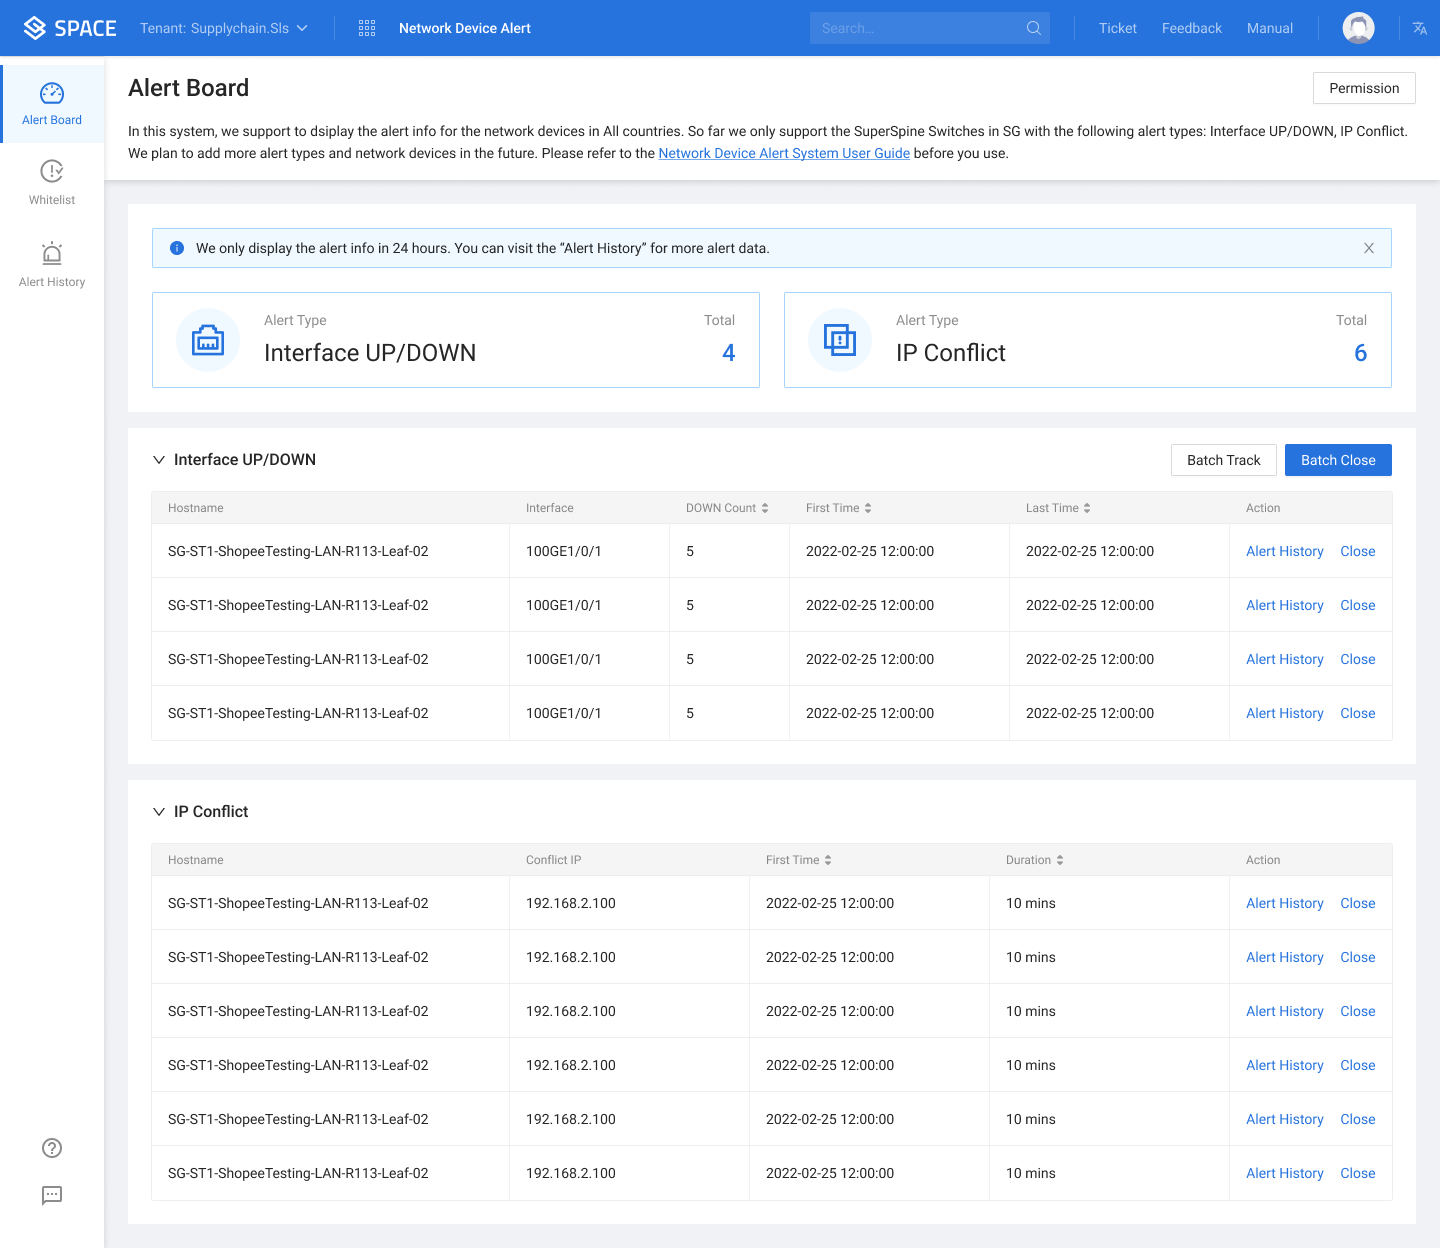 SPACE
Tenant: Supplychain.Sls
Network Device Alert
Search...
Ticket
Feedback
Manual
Alert Board
Whitelist
Alert History
Alert Board
Permission
In this system, we support to dsiplay the alert info for the network devices in All countries. So far we only support the SuperSpine Switches in SG with the following alert types: Interface UP/DOWN, IP Conflict.
We plan to add more alert types and network devices in the future. Please refer to the Network Device Alert System User Guide before you use.
We only display the alert info in 24 hours. You can visit the “Alert History” for more alert data.
Alert Type Total
Interface UP/DOWN 4
Alert Type Total
IP Conflict 6
Interface UP/DOWN
Batch Track
Batch Close
Hostname Interface DOWN Count First Time Last Time Action
SG-ST1-ShopeeTesting-LAN-R113-Leaf-02 100GE1/0/1 5 2022-02-25 12:00:00 2022-02-25 12:00:00 Alert History Close
SG-ST1-ShopeeTesting-LAN-R113-Leaf-02 100GE1/0/1 5 2022-02-25 12:00:00 2022-02-25 12:00:00 Alert History Close
SG-ST1-ShopeeTesting-LAN-R113-Leaf-02 100GE1/0/1 5 2022-02-25 12:00:00 2022-02-25 12:00:00 Alert History Close
SG-ST1-ShopeeTesting-LAN-R113-Leaf-02 100GE1/0/1 5 2022-02-25 12:00:00 2022-02-25 12:00:00 Alert History Close
IP Conflict
Hostname Conflict IP First Time Duration Action
SG-ST1-ShopeeTesting-LAN-R113-Leaf-02 192.168.2.100 2022-02-25 12:00:00 10 mins Alert History Close
SG-ST1-ShopeeTesting-LAN-R113-Leaf-02 192.168.2.100 2022-02-25 12:00:00 10 mins Alert History Close
SG-ST1-ShopeeTesting-LAN-R113-Leaf-02 192.168.2.100 2022-02-25 12:00:00 10 mins Alert History Close
SG-ST1-ShopeeTesting-LAN-R113-Leaf-02 192.168.2.100 2022-02-25 12:00:00 10 mins Alert History Close
SG-ST1-ShopeeTesting-LAN-R113-Leaf-02 192.168.2.100 2022-02-25 12:00:00 10 mins Alert History Close
SG-ST1-ShopeeTesting-LAN-R113-Leaf-02 192.168.2.100 2022-02-25 12:00:00 10 mins Alert History Close